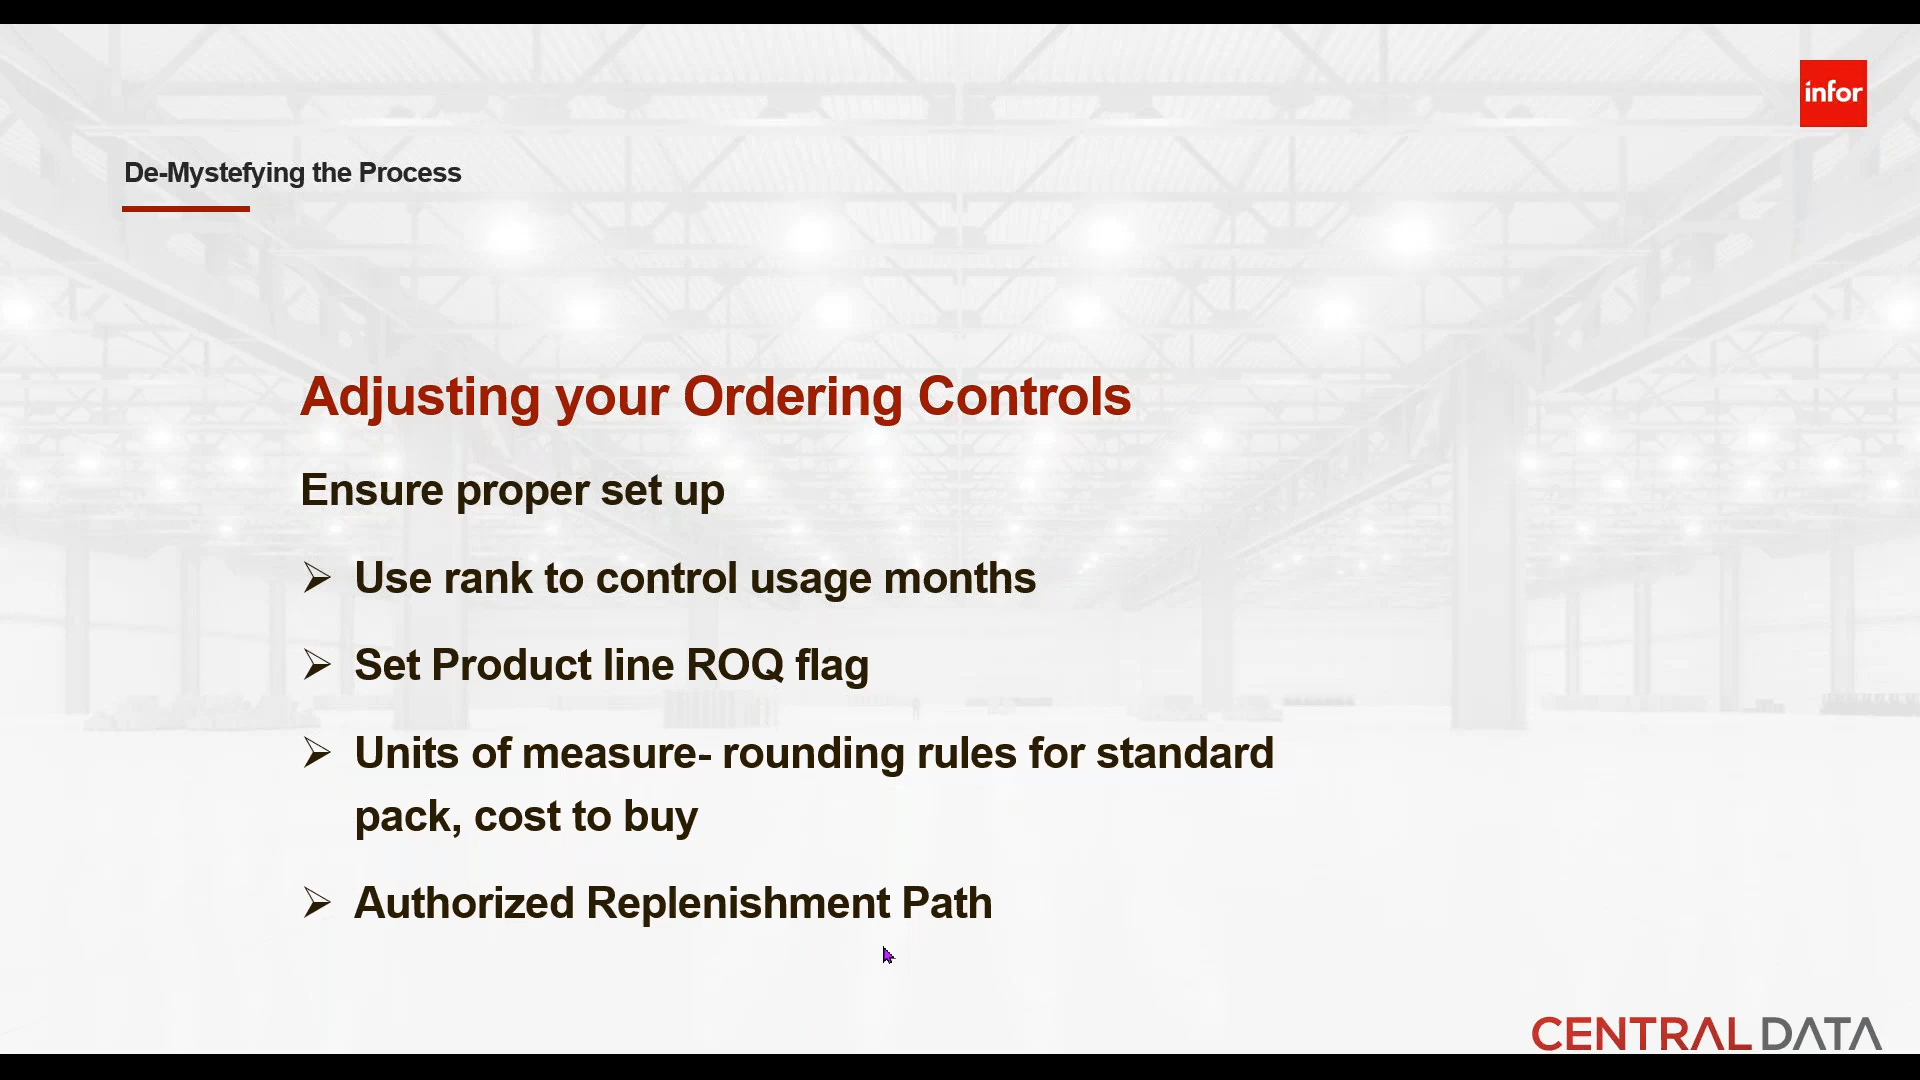 infor
De-Mystefying the Process
Adjusting your Ordering Controls
Ensure proper set up
Use rank to control usage months
Set Product line ROQ flag
Units of measure- rounding rules for standard
pack, cost to buy
Authorized Replenishment Path
CENTRAL DATA